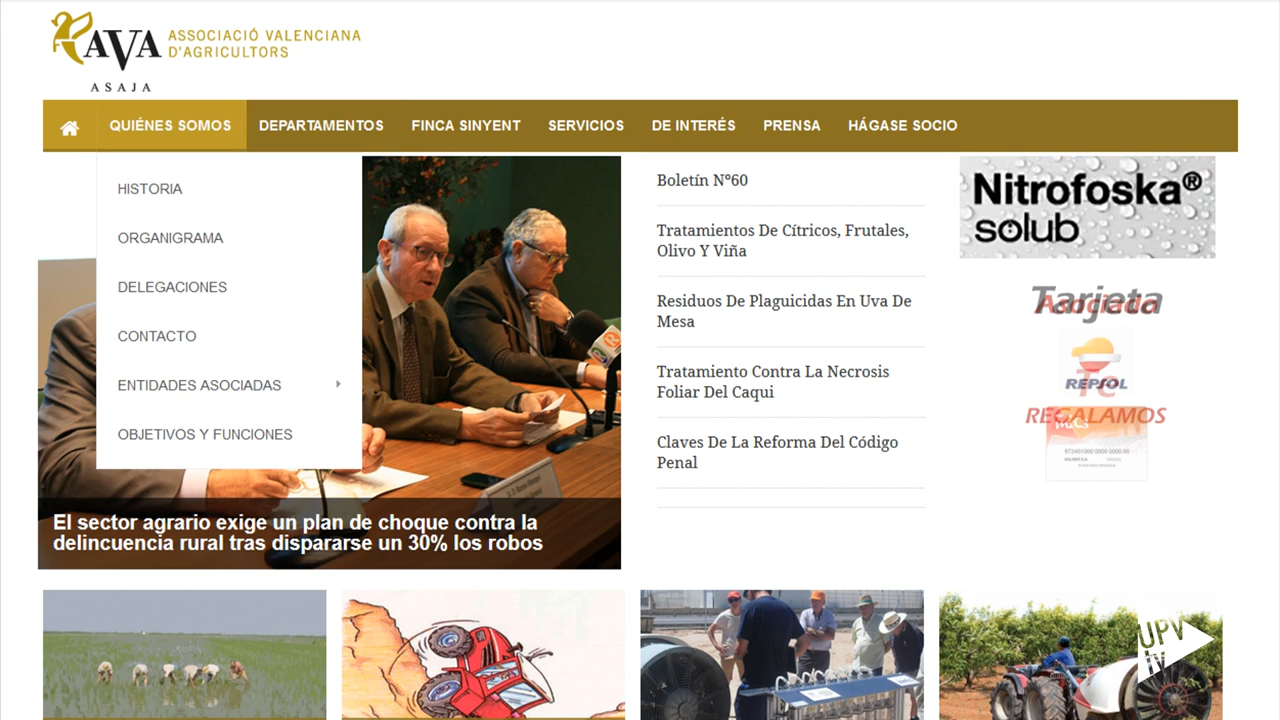 AVA
ASSOCIACIÓ VALENCIANA
D'AGRICULTORS
ASAJA
QUIÉNES SOMOS
DEPARTAMENTOS
FINCA SINYENT
SERVICIOS
DE INTERÉS
PRENSA
HÁGASE SOCIO
HISTORIA
ORGANIGRAMA
DELEGACIONES
CONTACTO
ENTIDADES ASOCIADAS
OBJETIVOS Y FUNCIONES
El sector agrario exige un plan de choque contra la
delincuencia rural tras dispararse un 30% los robos
Boletín Nº60
Tratamientos De Cítricos, Frutales,
Olivo Y Viña
Residuos De Plaguicidas En Uva De
Mesa
Tratamiento Contra La Necrosis
Foliar Del Caqui
Claves De La Reforma Del Código
Penal
Nitrofoska®
solub
Tarjeta
Asociada
REPSOL
Te
REGALAMOS
UPV